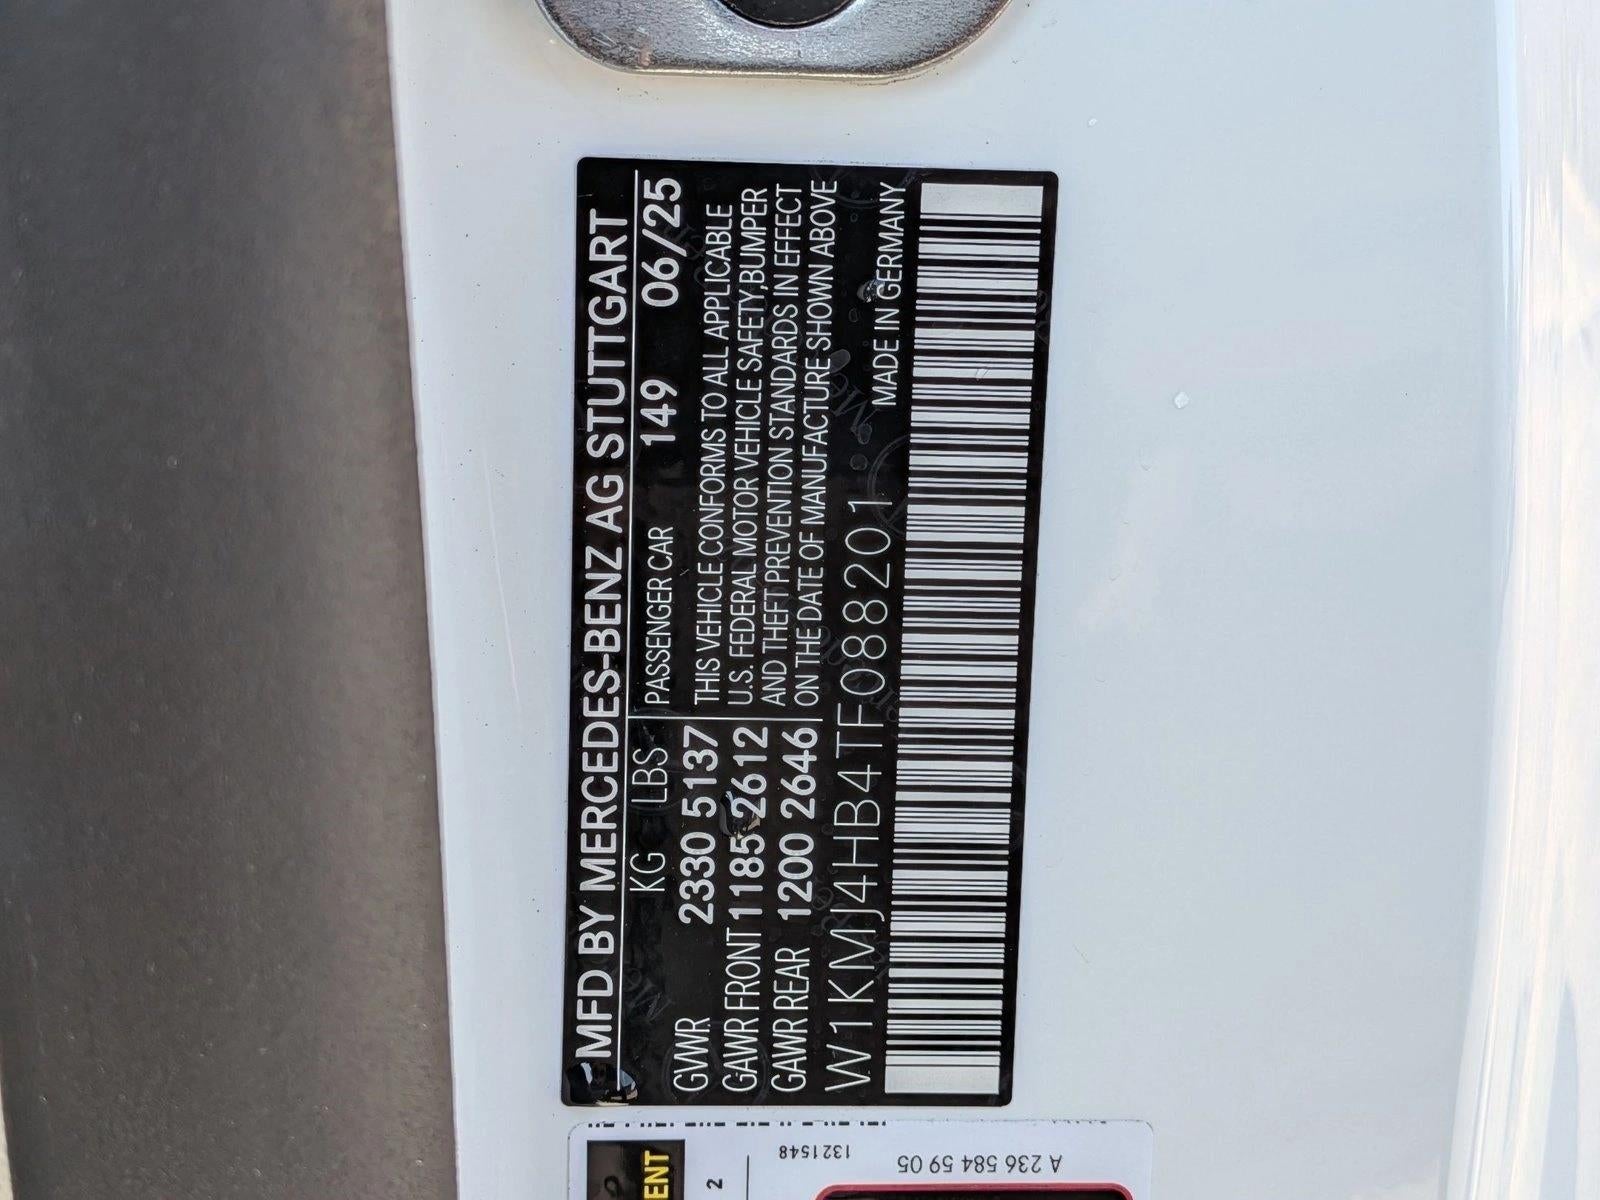 MFD BY MERCEDES-BENZ AG STUTTGART
KG LBS PASSENGER CAR 149 06/25
GVWR 2330 5137
GAWR FRONT 1185 2612
GAWR REAR 1200 2646
THIS VEHICLE CONFORMS TO ALL APPLICABLE
U.S. FEDERAL MOTOR VEHICLE SAFETY, BUMPER
AND THEFT PREVENTION STANDARDS IN EFFECT
ON THE DATE OF MANUFACTURE SHOWN ABOVE
W1KMJ4HB4TF088201
MADE IN GERMANY
2
1321548
A 236 584 59 05